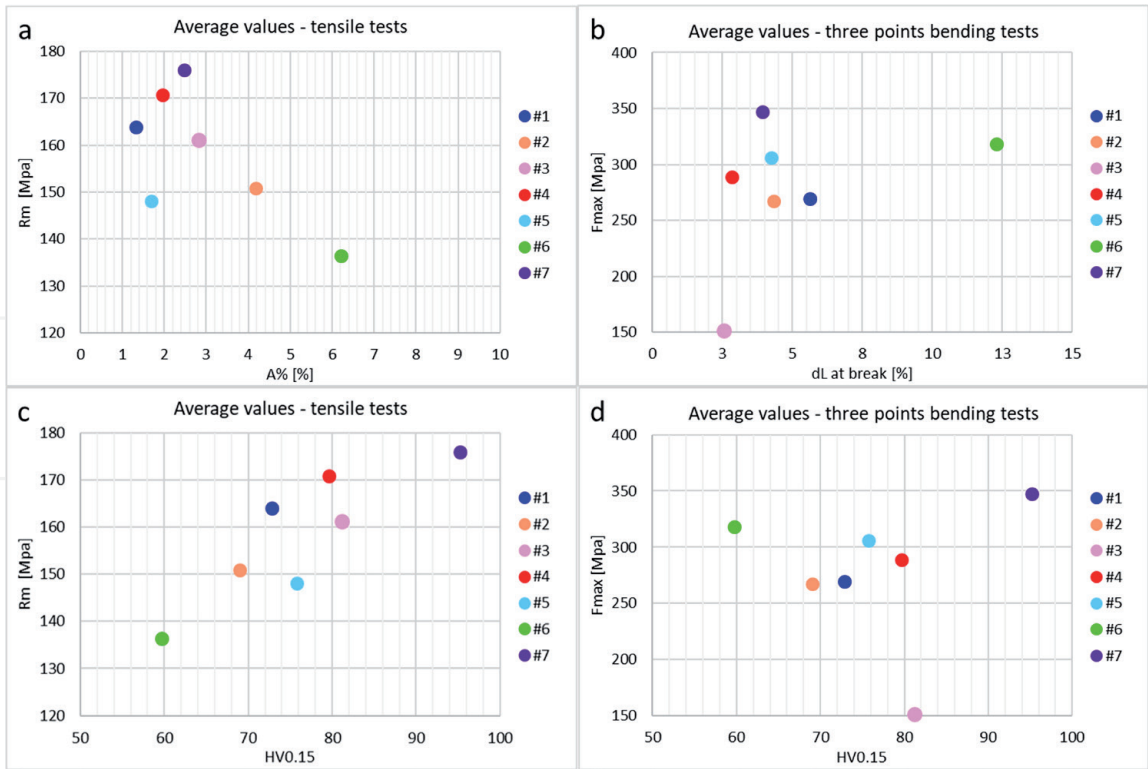 a
Average values - tensile tests
180
170
160
150
140
130
120
Rm [Mpa]
0 1 2 3 4 5 6 7 8 9 10
A% [%]
#1
#2
#3
#4
#5
#6
#7
b
Average values - three points bending tests
400
350
300
250
200
150
Fmax [Mpa]
0 3 5 8 10 13 15
dL at break [%]
#1
#2
#3
#4
#5
#6
#7
c
Average values - tensile tests
180
170
160
150
140
130
120
Rm [Mpa]
50 60 70 80 90 100
HV0.15
#1
#2
#3
#4
#5
#6
#7
d
Average values - three points bending tests
400
350
300
250
200
150
Fmax [Mpa]
50 60 70 80 90 100
HV0.15
#1
#2
#3
#4
#5
#6
#7